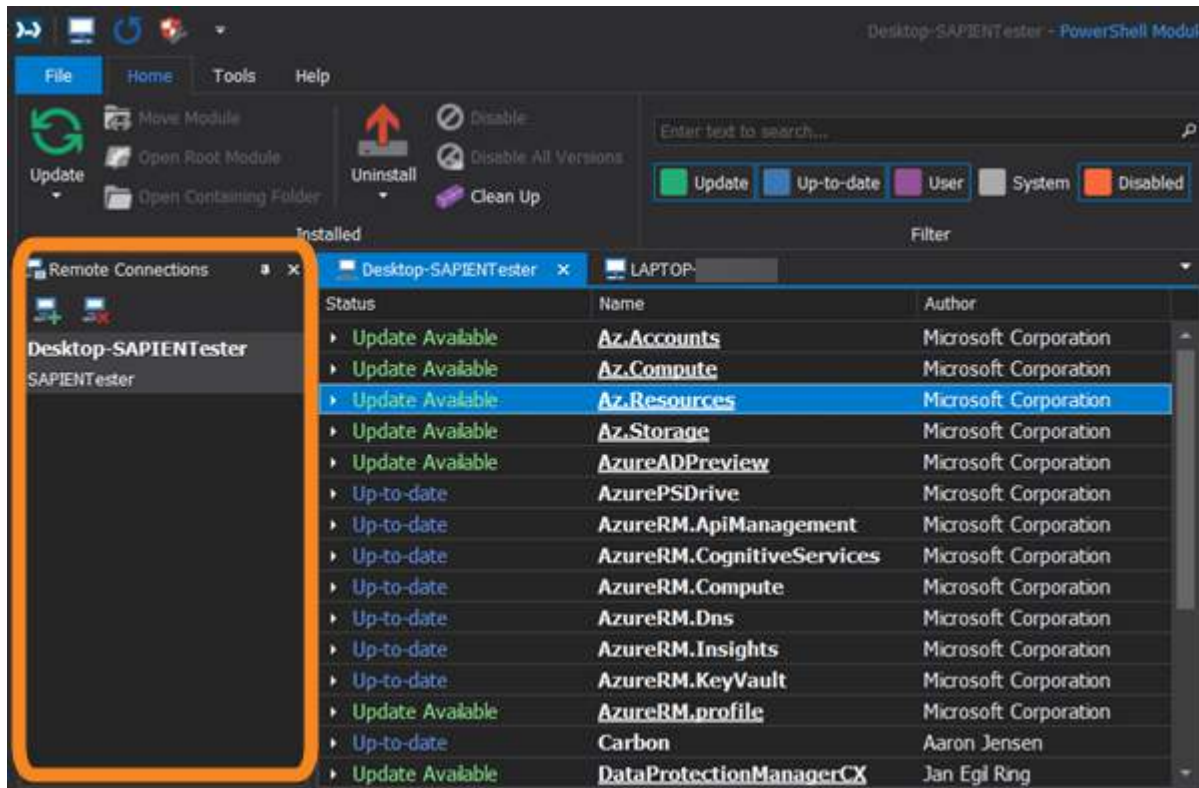 Desktop-SAPIENTester - PowerShell Modul
File Home Tools Help
Update
Move Module
Open Root Module
Open Containing Folder
Uninstall
Disable
Disable All Versions
Clean Up
Installed
Enter text to search...
Update Up-to-date User System Disabled
Filter
Remote Connections
Desktop-SAPIENTester
SAPIENTester
Desktop-SAPIENTester LAPTOP-
Status Name Author
Update Available Az.Accounts Microsoft Corporation
Update Available Az.Compute Microsoft Corporation
Update Available Az.Resources Microsoft Corporation
Update Available Az.Storage Microsoft Corporation
Update Available AzureADPreview Microsoft Corporation
Up-to-date AzurePSDrive Microsoft Corporation
Up-to-date AzureRM.ApiManagement Microsoft Corporation
Up-to-date AzureRM.CognitiveServices Microsoft Corporation
Up-to-date AzureRM.Compute Microsoft Corporation
Up-to-date AzureRM.Dns Microsoft Corporation
Up-to-date AzureRM.Insights Microsoft Corporation
Up-to-date AzureRM.KeyVault Microsoft Corporation
Update Available AzureRM.profile Microsoft Corporation
Up-to-date Carbon Aaron Jensen
Update Available DataProtectionManagerCX Jan Egil Ring